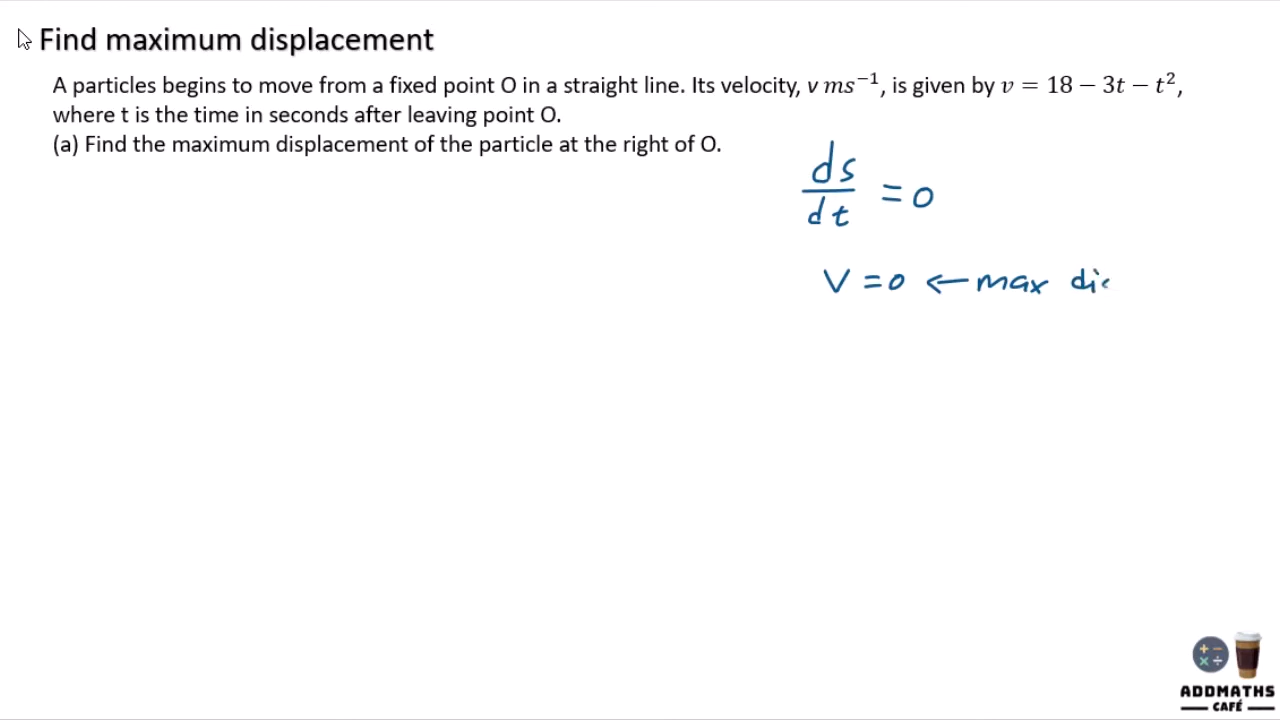 Find maximum displacement
A particles begins to move from a fixed point O in a straight line. Its velocity, v ms⁻¹, is given by v = 18 − 3t − t²,
where t is the time in seconds after leaving point O.
(a) Find the maximum displacement of the particle at the right of O.
ds
dt = 0
v = 0 ← max
+ −
× ÷
ADDMATHS
CAFÉ